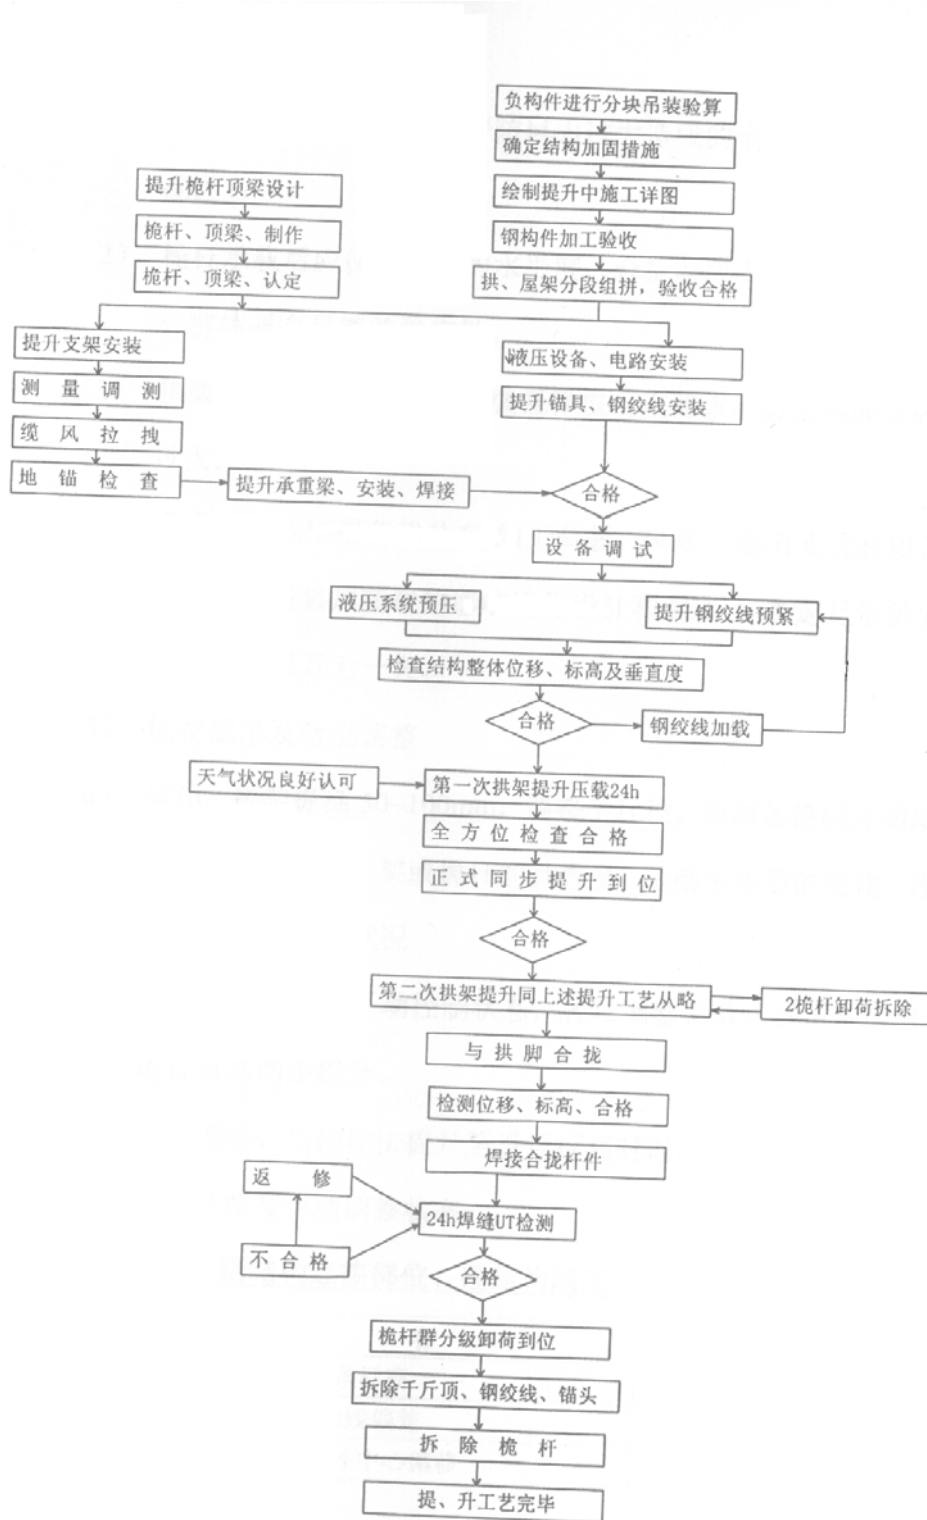 负构件进行分块吊装验算
确定结构加固措施
绘制提升中施工详图
钢构件加工验收
拱、屋架分段组拼，验收合格
提升桅杆顶梁设计
桅杆、顶梁、制作
桅杆、顶梁、认定
提升支架安装
测量调测
缆风拉拽
地锚检查
提升承重梁、安装、焊接
液压设备、电路安装
提升锚具、钢绞线安装
合格
设备调试
液压系统预压
提升钢绞线预紧
检查结构整体位移、标高及垂直度
合格
钢绞线加载
天气状况良好认可
第一次拱架提升压载24h
全方位检查合格
正式同步提升到位
合格
第二次拱架提升同上述提升工艺从略
2桅杆卸荷拆除
与拱脚合拢
检测位移、标高、合格
焊接合拢杆件
返修
24h焊缝UT检测
不合格
合格
桅杆群分级卸荷到位
拆除千斤顶、钢绞线、锚头
拆除桅杆
提、升工艺完毕